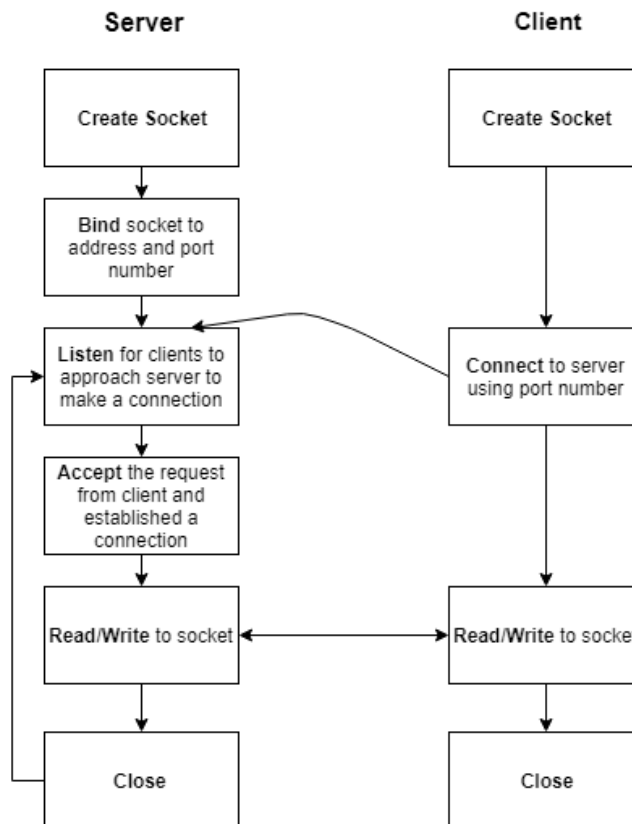 Server
Client
Create Socket
Create Socket
Bind socket to
address and port
number
Listen for clients to
approach server to
make a connection
Connect to server
using port number
Accept the request
from client and
established a
connection
Read/Write to socket
Read/Write to socke
Close
Close